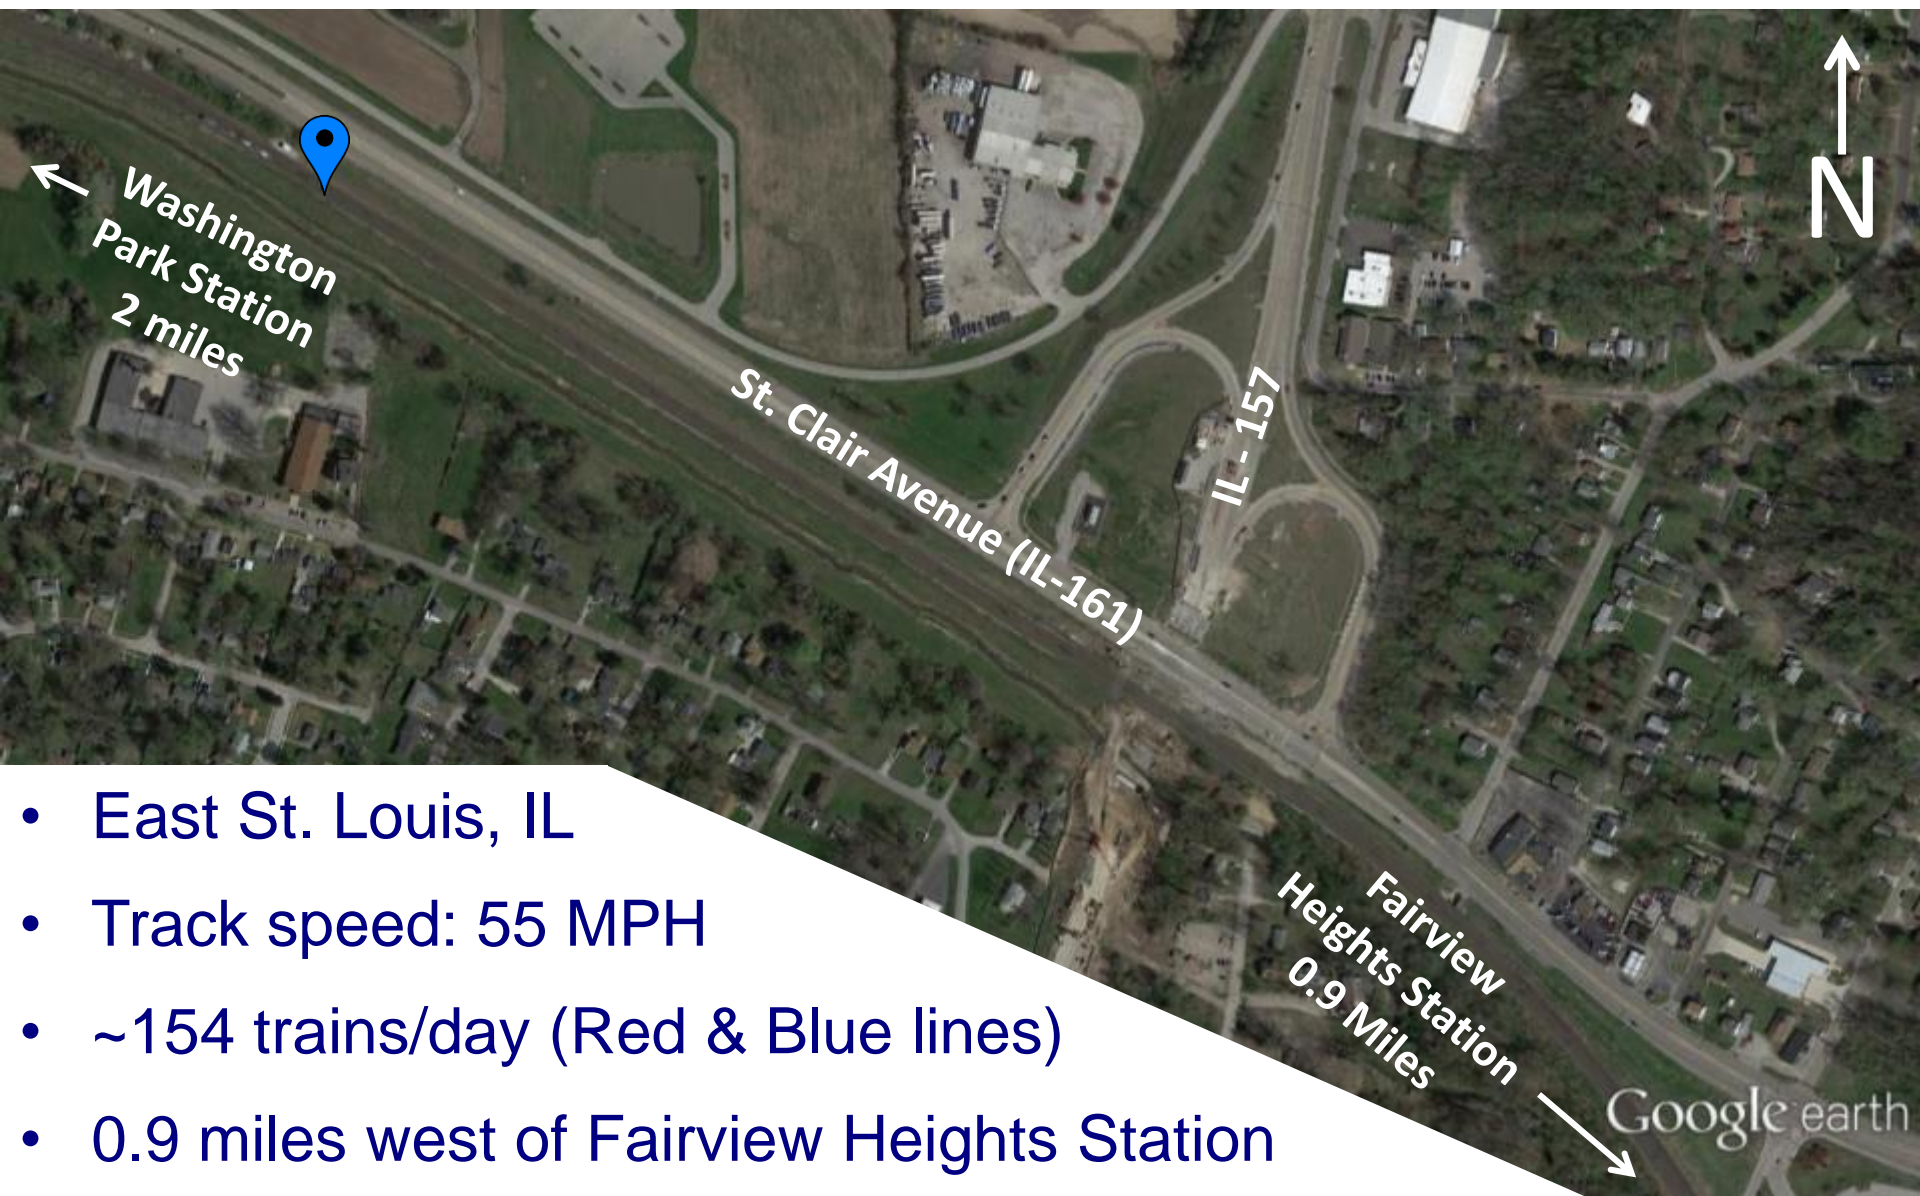 N
Washington
Park Station
2 miles
St. Clair Avenue (IL-161)
IL - 157
Fairview
Heights Station
0.9 Miles
Google earth
• East St. Louis, IL
• Track speed: 55 MPH
• ~154 trains/day (Red & Blue lines)
• 0.9 miles west of Fairview Heights Station